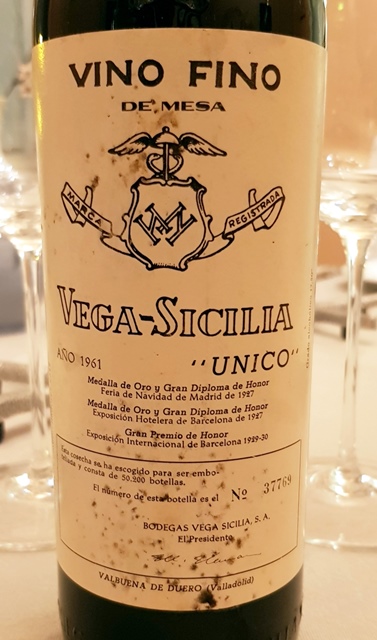 VINO FINO
DE MESA
MARCA
REGISTRADA
VEGA-SICILIA
AÑO 1961
"UNICO"
Medalla de Oro y Gran Diploma de Honor
Feria de Navidad de Madrid de 1927
Medalla de Oro y Gran Diploma de Honor
Exposición Hotelera de Barcelona de 1927
Gran Premio de Honor
Exposición Internacional de Barcelona 1929-30
Esta cosecha se ha escogido para ser embo-
tellada y consta de 50.200 botellas.
El número de esta botella es el Nº 37769
BODEGAS VEGA SICILIA, S. A.
El Presidente
VALBUENA DE DUERO (Valladolid)